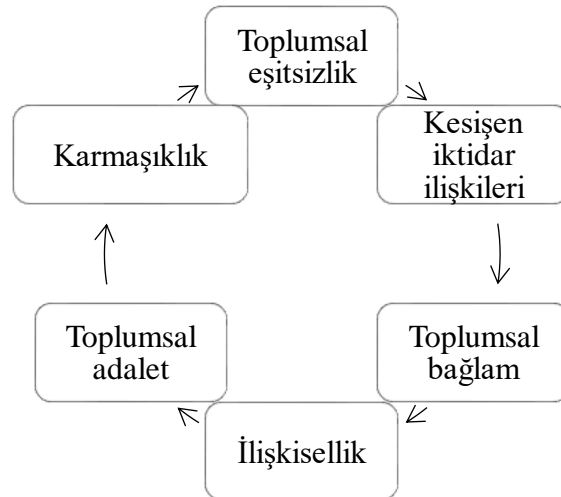 Toplumsal
eşitsizlik
Kesişen
iktidar
ilişkileri
Toplumsal
bağlam
İlişkisellik
Toplumsal
adalet
Karmaşıklık